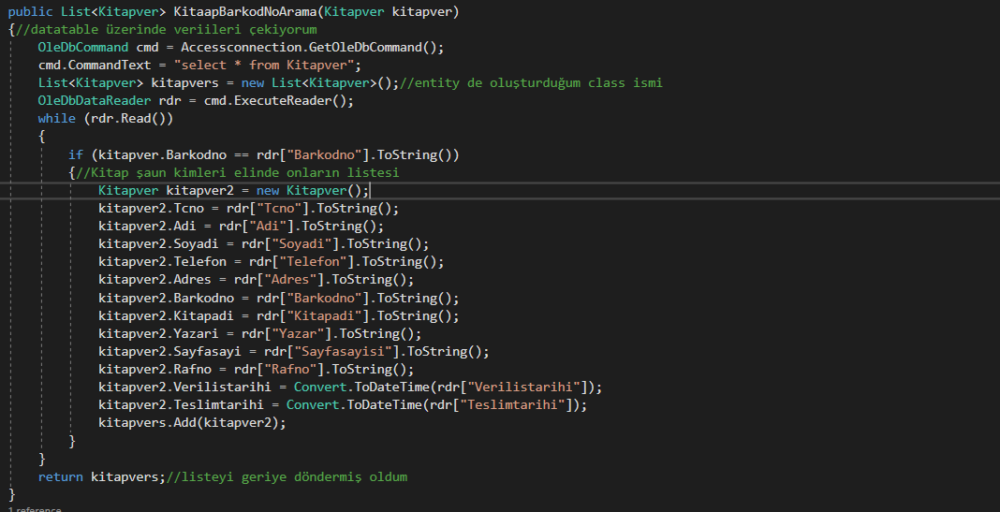 public List<Kitapver> KitaapBarkodNoArama(Kitapver kitapver)
{//datatable üzerinde veriileri çekiyorum
OleDbCommand cmd = Accessconnection.GetOleDbCommand();
cmd.CommandText = "select * from Kitapver";
List<Kitapver> kitapvers = new List<Kitapver>();//entity de oluşturduğum class ismi
OleDbDataReader rdr = cmd.ExecuteReader();
while (rdr.Read())
{
if (kitapver.Barkodno == rdr["Barkodno"].ToString())
{//Kitap şaun kimleri elinde onların listesi
Kitapver kitapver2 = new Kitapver();
kitapver2.Tcno = rdr["Tcno"].ToString();
kitapver2.Adi = rdr["Adi"].ToString();
kitapver2.Soyadi = rdr["Soyadi"].ToString();
kitapver2.Telefon = rdr["Telefon"].ToString();
kitapver2.Adres = rdr["Adres"].ToString();
kitapver2.Barkodno = rdr["Barkodno"].ToString();
kitapver2.Kitapadi = rdr["Kitapadi"].ToString();
kitapver2.Yazari = rdr["Yazar"].ToString();
kitapver2.Sayfasayi = rdr["Sayfasayisi"].ToString();
kitapver2.Rafno = rdr["Rafno"].ToString();
kitapver2.Verilistarihi = Convert.ToDateTime(rdr["Verilistarihi"]);
kitapver2.Teslimtarihi = Convert.ToDateTime(rdr["Teslimtarihi"]);
kitapvers.Add(kitapver2);
}
}
return kitapvers;//listeyi geriye döndermiş oldum
}
1 reference